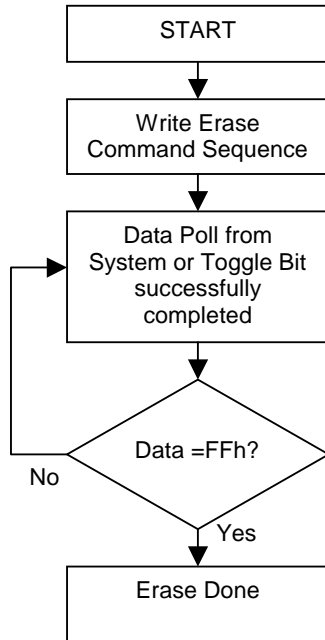 START
Write Erase
Command Sequence
Data Poll from
System or Toggle Bit
successfully
completed
Data =FFh?
No
Yes
Erase Done